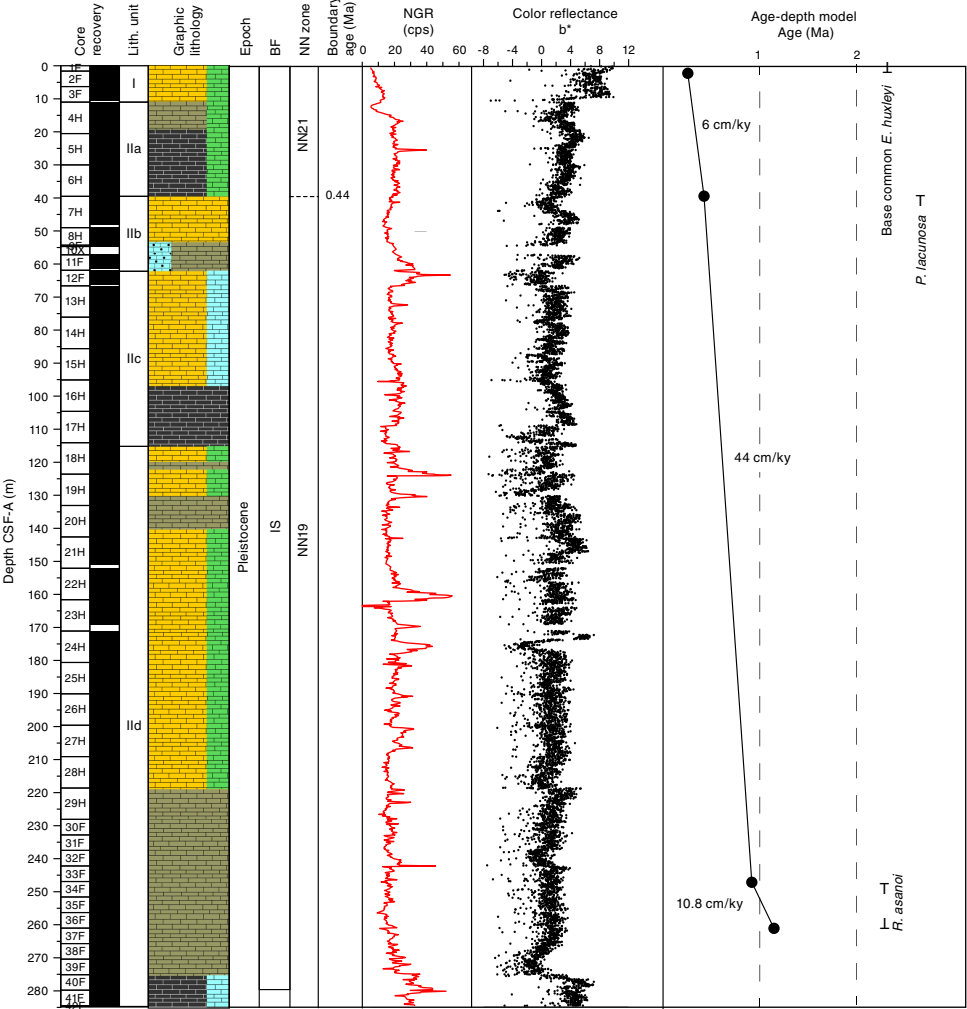 Core
recovery
Lith. unit
Graphic
lithology
Epoch
BF
NN zone
Boundary
age (Ma)
NGR
(cps)
0 20 40 60
Color reflectance
b*
-8 -4 0 4 8 12
Age-depth model
Age (Ma)
1 2
Depth CSF-A (m)
0
10
20
30
40
50
60
70
80
90
100
110
120
130
140
150
160
170
180
190
200
210
220
230
240
250
260
270
280
1F
2F
3F
4H
5H
6H
7H
8H
10X
11F
12F
13H
14H
15H
16H
17H
18H
19H
20H
21H
22H
23H
24H
25H
26H
27H
28H
29H
30F
31F
32F
33F
34F
35F
36F
37F
38F
39F
40F
41F
I
IIa
IIb
IIc
IId
Pleistocene
IS
NN21
NN19
0.44
6 cm/ky
44 cm/ky
10.8 cm/ky
Base common E. huxleyi
P. lacunosa
R. asanoi